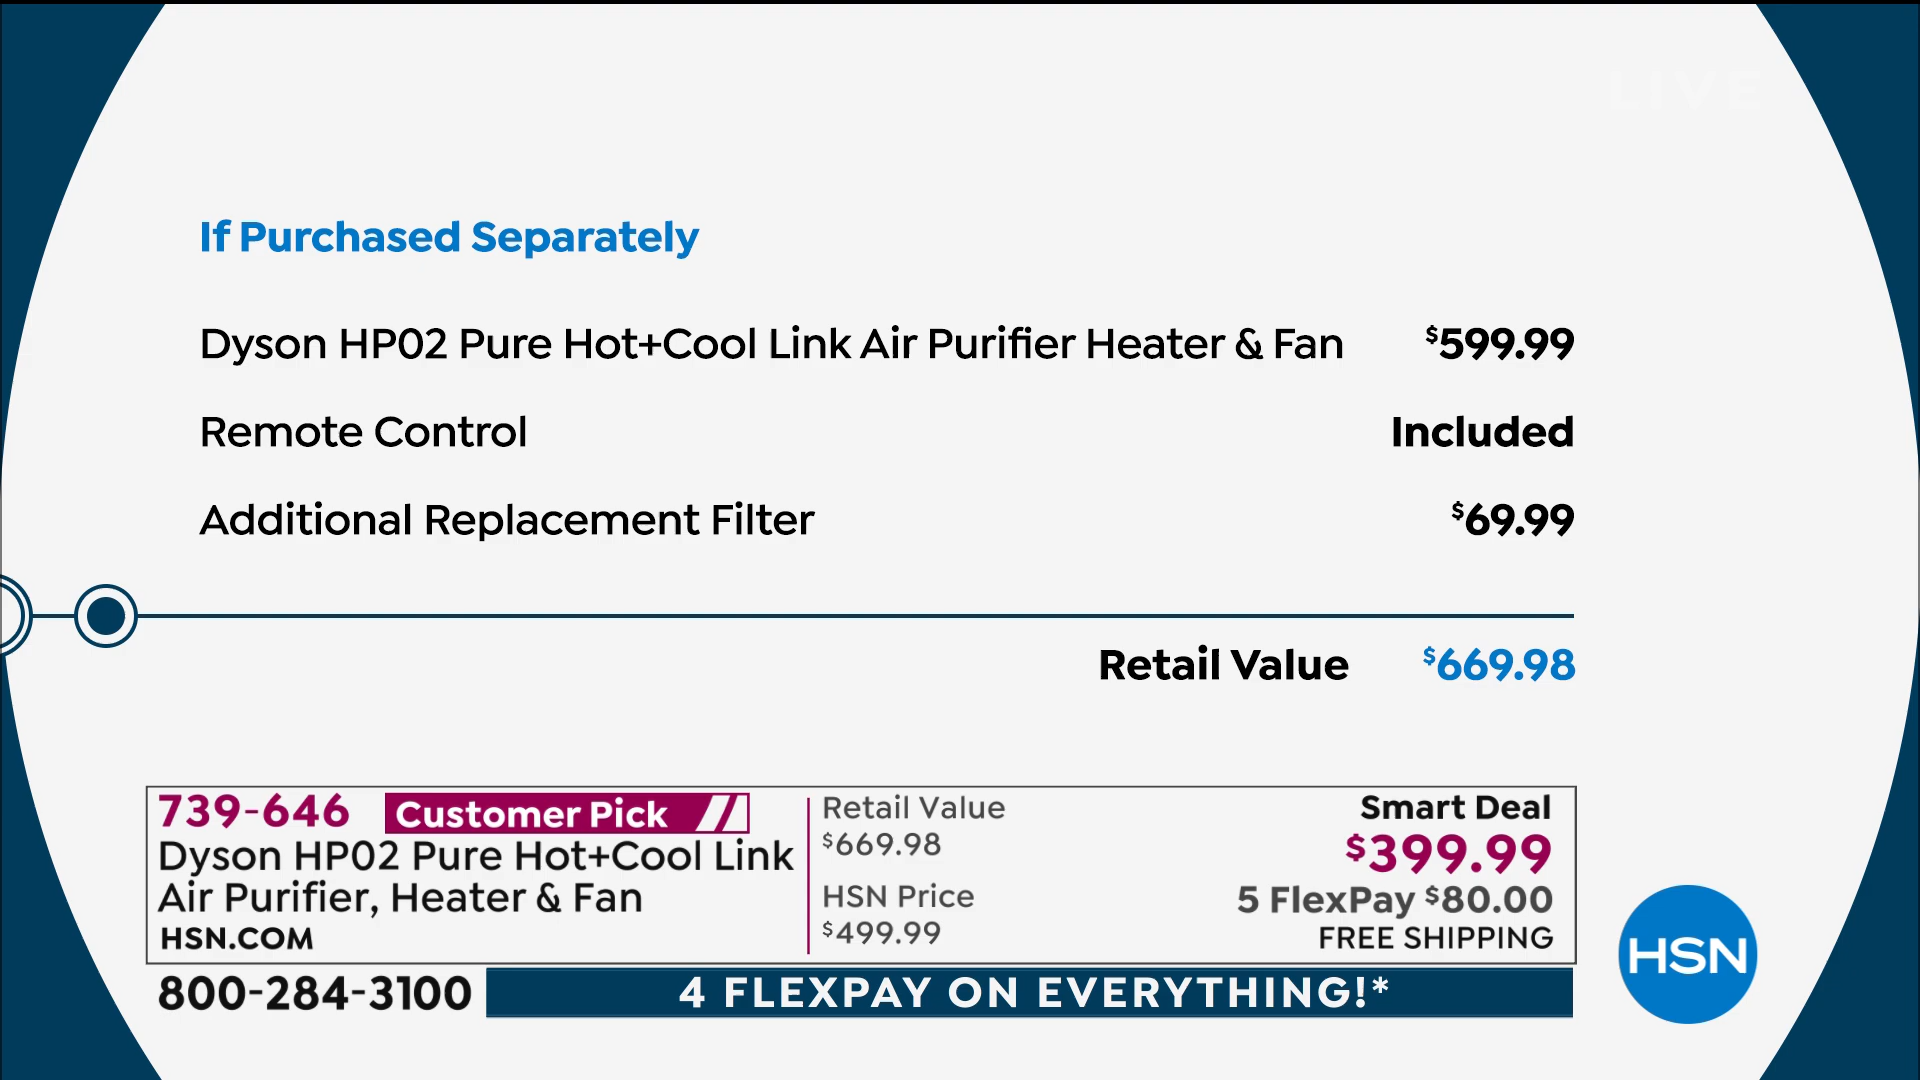 LIVE
If Purchased Separately
Dyson HP02 Pure Hot+Cool Link Air Purifier Heater & Fan $599.99
Remote Control Included
Additional Replacement Filter $69.99
Retail Value $669.98
739-646 Customer Pick
Dyson HP02 Pure Hot+Cool Link
Air Purifier, Heater & Fan
HSN.COM
Retail Value
$669.98
HSN Price
$499.99
Smart Deal
$399.99
5 FlexPay $80.00
FREE SHIPPING
HSN
800-284-3100 4 FLEXPAY ON EVERYTHING!*